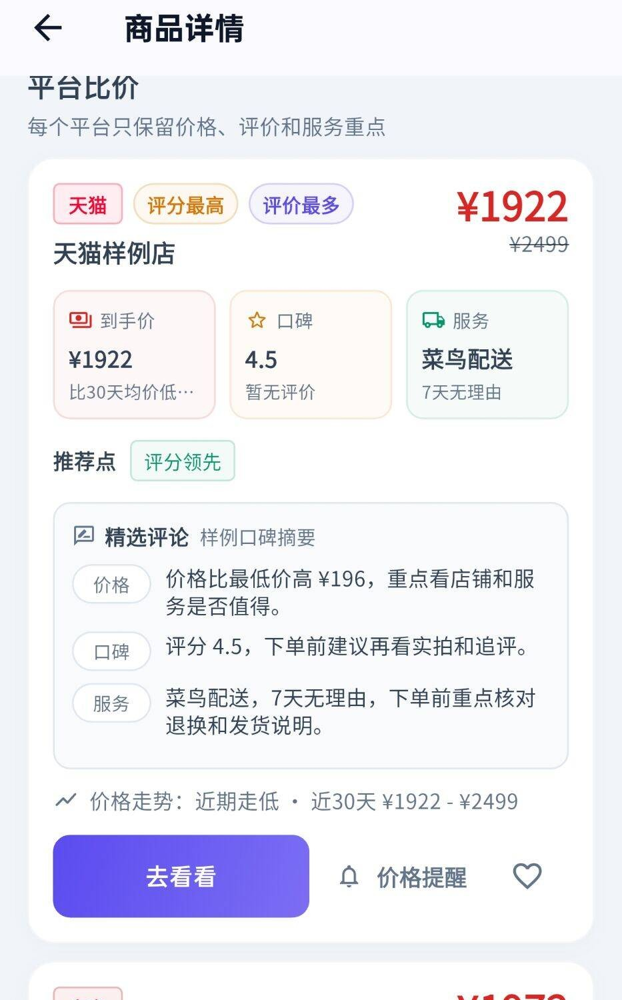 商品详情
平台比价
每个平台只保留价格、评价和服务重点
天猫 评分最高 评价最多 ¥1922
¥2499
天猫样例店
到手价 口碑 服务
¥1922 4.5 菜鸟配送
比30天均价低… 暂无评价 7天无理由
推荐点 评分领先
精选评论 样例口碑摘要
价格 价格比最低价高 ¥196，重点看店铺和服
务是否值得。
口碑 评分 4.5，下单前建议再看实拍和追评。
服务 菜鸟配送，7天无理由，下单前重点核对
退换和发货说明。
价格走势：近期走低 · 近30天 ¥1922 - ¥2499
去看看 价格提醒